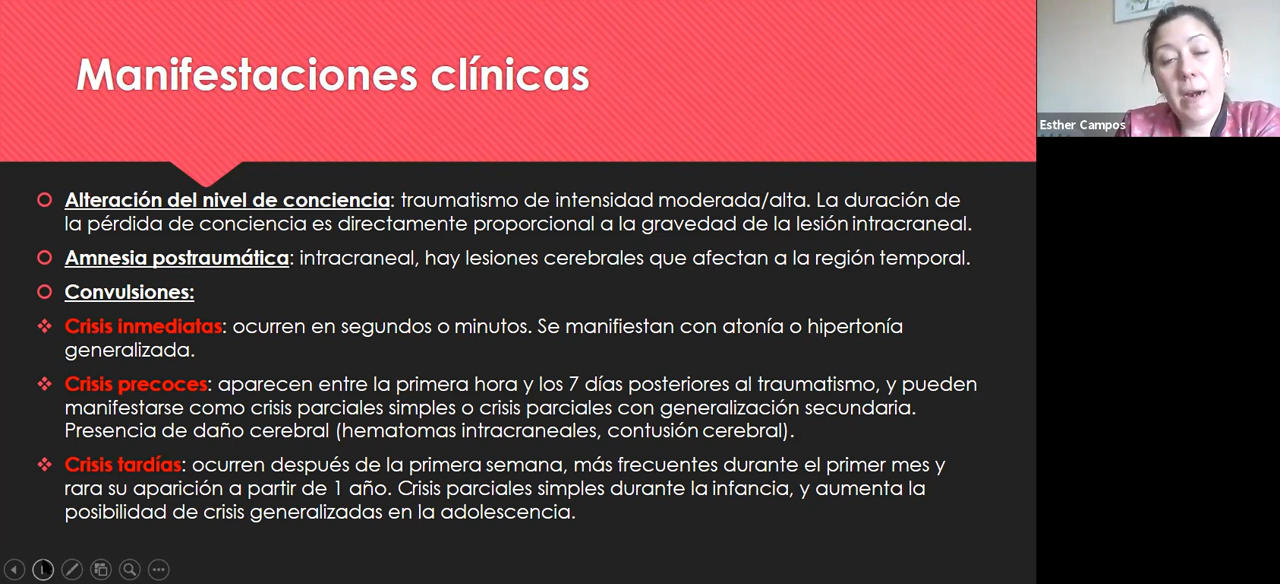 Manifestaciones clínicas
Esther Campos
Alteración del nivel de conciencia: traumatismo de intensidad moderada/alta. La duración de
la pérdida de conciencia es directamente proporcional a la gravedad de la lesión intracraneal.
Amnesia postraumática: intracraneal, hay lesiones cerebrales que afectan a la región temporal.
Convulsiones:
Crisis inmediatas: ocurren en segundos o minutos. Se manifiestan con atonía o hipertonía
generalizada.
Crisis precoces: aparecen entre la primera hora y los 7 días posteriores al traumatismo, y pueden
manifestarse como crisis parciales simples o crisis parciales con generalización secundaria.
Presencia de daño cerebral (hematomas intracraneales, contusión cerebral).
Crisis tardías: ocurren después de la primera semana, más frecuentes durante el primer mes y
rara su aparición a partir de 1 año. Crisis parciales simples durante la infancia, y aumenta la
posibilidad de crisis generalizadas en la adolescencia.